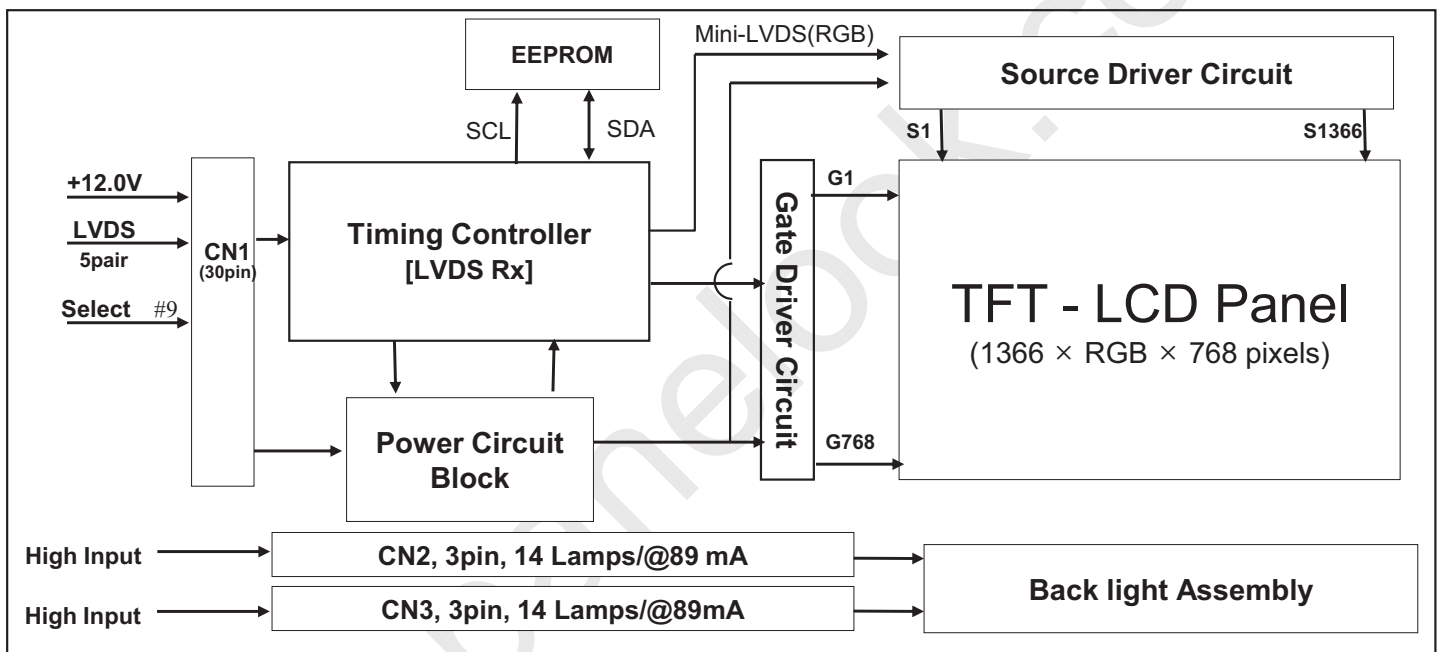 Mini-LVDS(RGB)
EEPROM
Source Driver Circuit
SCL
SDA
S1
S1366
+12.0V
LVDS
5pair
Select #9
CN1
(30pin)
Timing Controller
[LVDS Rx]
Gate Driver Circuit
G1
G768
TFT - LCD Panel
(1366 × RGB × 768 pixels)
Power Circuit
Block
High Input
CN2, 3pin, 14 Lamps/@89 mA
High Input
CN3, 3pin, 14 Lamps/@89mA
Back light Assembly
panelook.co